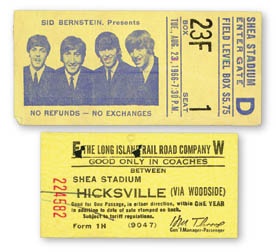 SID BERNSTEIN, Presents
NO REFUNDS - NO EXCHANGES
TUE., AUG. 23, 1966-7:30 P.M.
BOX
23F
SEAT
1
FIELD LEVEL BOX $5.75
SHEA STADIUM
ENTER GATE
D
E THE LONG ISLAND RAIL ROAD COMPANY W
GOOD ONLY IN COACHES
BETWEEN
SHEA STADIUM
HICKSVILLE (VIA WOODSIDE)
Good for One Passage, in either direction, within ONE YEAR
in addition to date of sale stamped on back.
Subject to tariff regulations.
Form 1H (9047)
Gen'l Manager-Passenger
224582